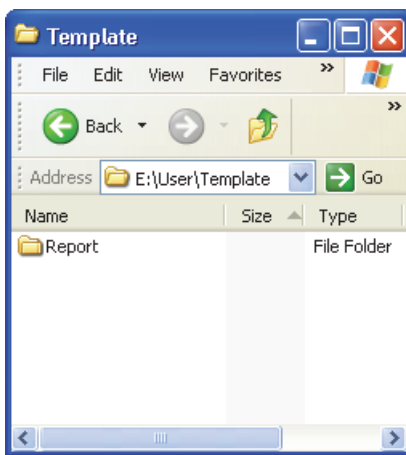 Template
File Edit View Favorites »
Back »
Address E:\User\Template Go
Name Size Type
Report File Folder